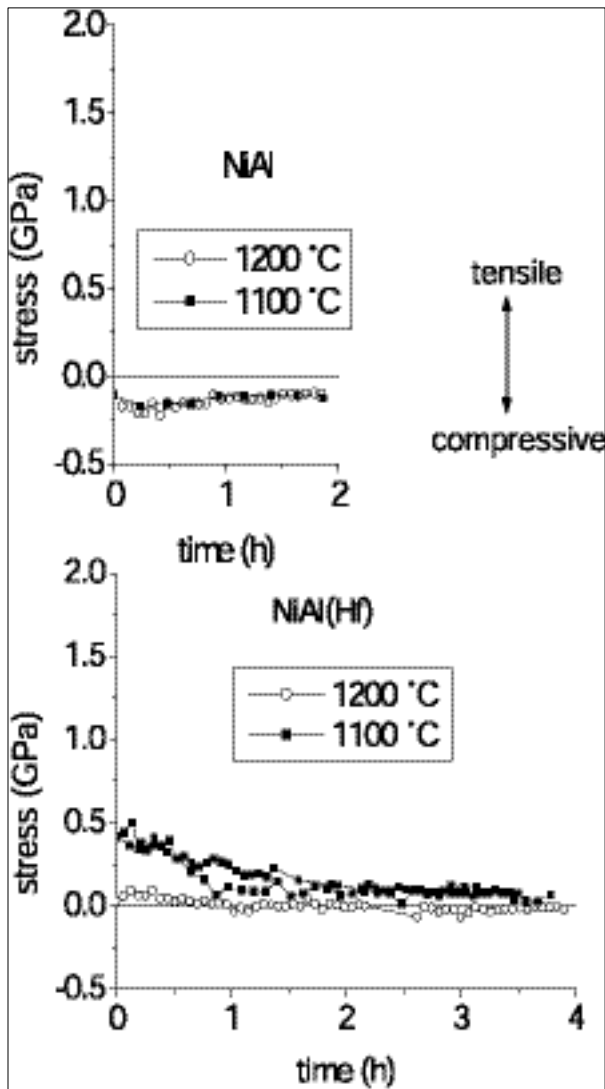 2.0
1.5
NiAl
1.0
1200 °C
1100 °C
stress (GPa)
0.5
tensile
0.0
compressive
-0.5
0 1 2
time (h)
2.0
NiAl(Hf)
1.5
1200 °C
1100 °C
1.0
stress (GPa)
0.5
0.0
-0.5
0 1 2 3 4
time (h)